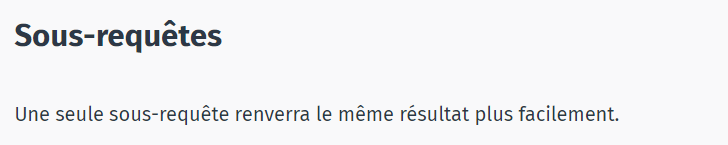 Sous-requêtes
Une seule sous-requête renverra le même résultat plus facilement.